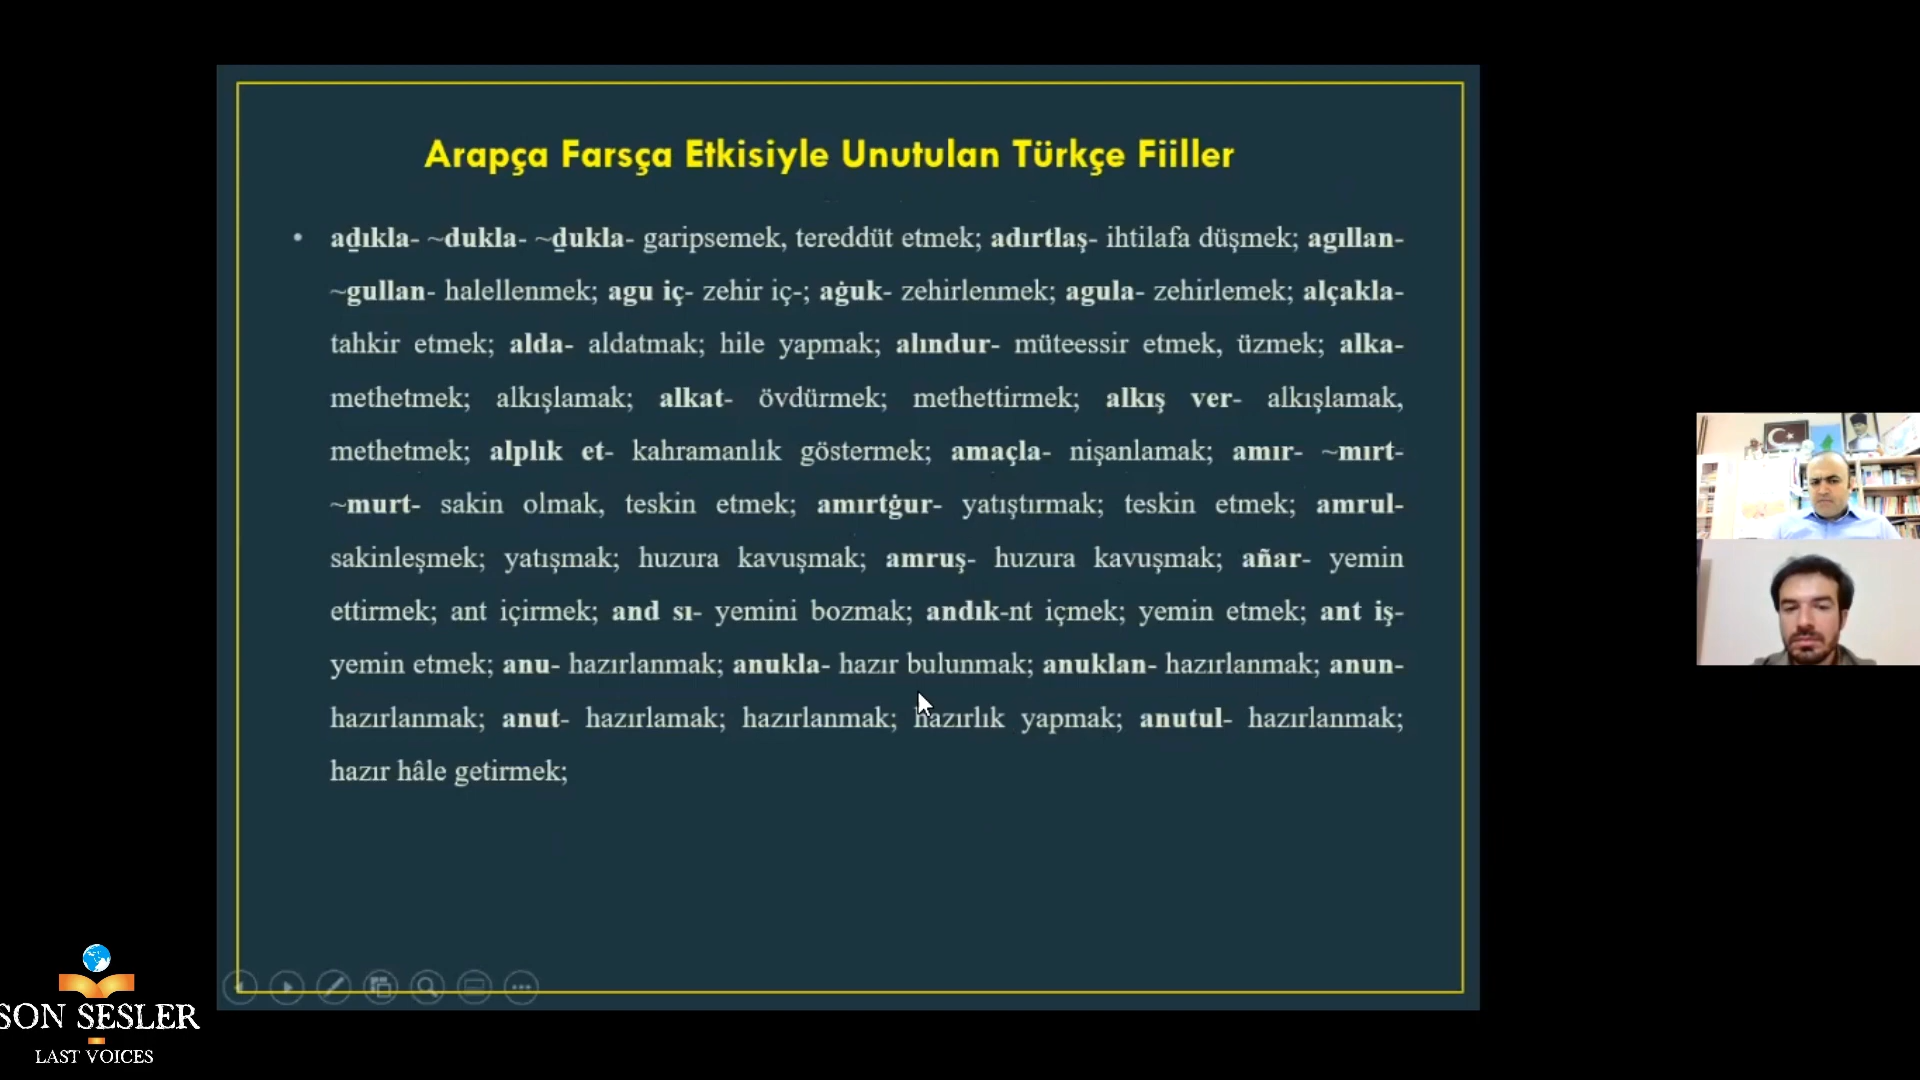 Arapça Farsça Etkisiyle Unutulan Türkçe Fiiller
• aḏıkla- ~dukla- ~ḏukla- garipsemek, tereddüt etmek; adırtlaş- ihtilafa düşmek; agıllan-
~gullan- halellenmek; agu iç- zehir iç-; aġuk- zehirlenmek; agula- zehirlemek; alçakla-
tahkir etmek; alda- aldatmak; hile yapmak; alındur- müteessir etmek, üzmek; alka-
methetmek; alkışlamak; alkat- övdürmek; methettirmek; alkış ver- alkışlamak,
methetmek; alplık et- kahramanlık göstermek; amaçla- nişanlamak; amır- ~mırt-
~murt- sakin olmak, teskin etmek; amırtġur- yatıştırmak; teskin etmek; amrul-
sakinleşmek; yatışmak; huzura kavuşmak; amruş- huzura kavuşmak; añar- yemin
ettirmek; ant içirmek; and sı- yemini bozmak; andık-nt içmek; yemin etmek; ant iş-
yemin etmek; anu- hazırlanmak; anukla- hazır bulunmak; anuklan- hazırlanmak; anun-
hazırlanmak; anut- hazırlamak; hazırlanmak; hazırlık yapmak; anutul- hazırlanmak;
hazır hâle getirmek;
SON SESLER
LAST VOICES